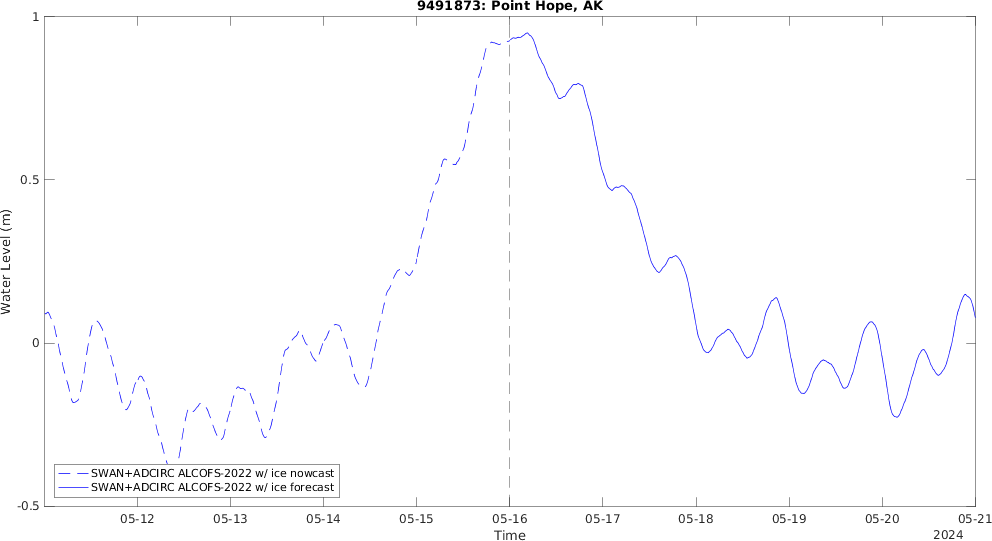 9491873: Point Hope, AK
1
0.5
0
-0.5
Water Level (m)
SWAN+ADCIRC ALCOFS-2022 w/ ice nowcast
SWAN+ADCIRC ALCOFS-2022 w/ ice forecast
05-12 05-13 05-14 05-15 05-16 05-17 05-18 05-19 05-20 05-21
Time
2024